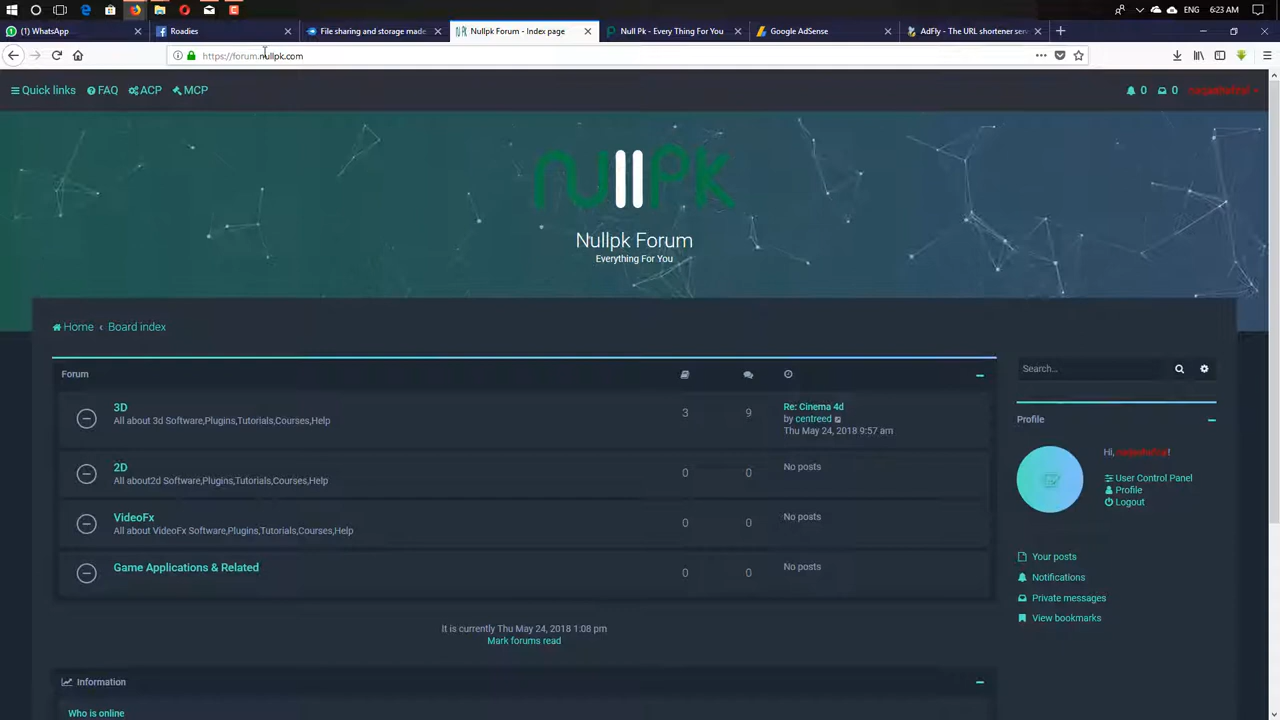 6:23 AM
ENG
(1) WhatsApp
Roadies
File sharing and storage made
Nullpk Forum - Index page
Null Pk - Every Thing For You
Google AdSense
AdFly - The URL shortener serv
https://forum.nullpk.com
Quick links
FAQ
ACP
MCP
0
0
nullPk
Nullpk Forum
Everything For You
Home ‹ Board index
Forum
3D
All about 3d Software,Plugins,Tutorials,Courses,Help
3
9
Re: Cinema 4d
by centreed
Thu May 24, 2018 9:57 am
2D
All about2d Software,Plugins,Tutorials,Courses,Help
0
0
No posts
VideoFx
All about VideoFx Software,Plugins,Tutorials,Courses,Help
0
0
No posts
Game Applications & Related
0
0
No posts
It is currently Thu May 24, 2018 1:08 pm
Mark forums read
Information
Who is online
Search…
Profile
Hi,
User Control Panel
Profile
Logout
Your posts
Notifications
Private messages
View bookmarks